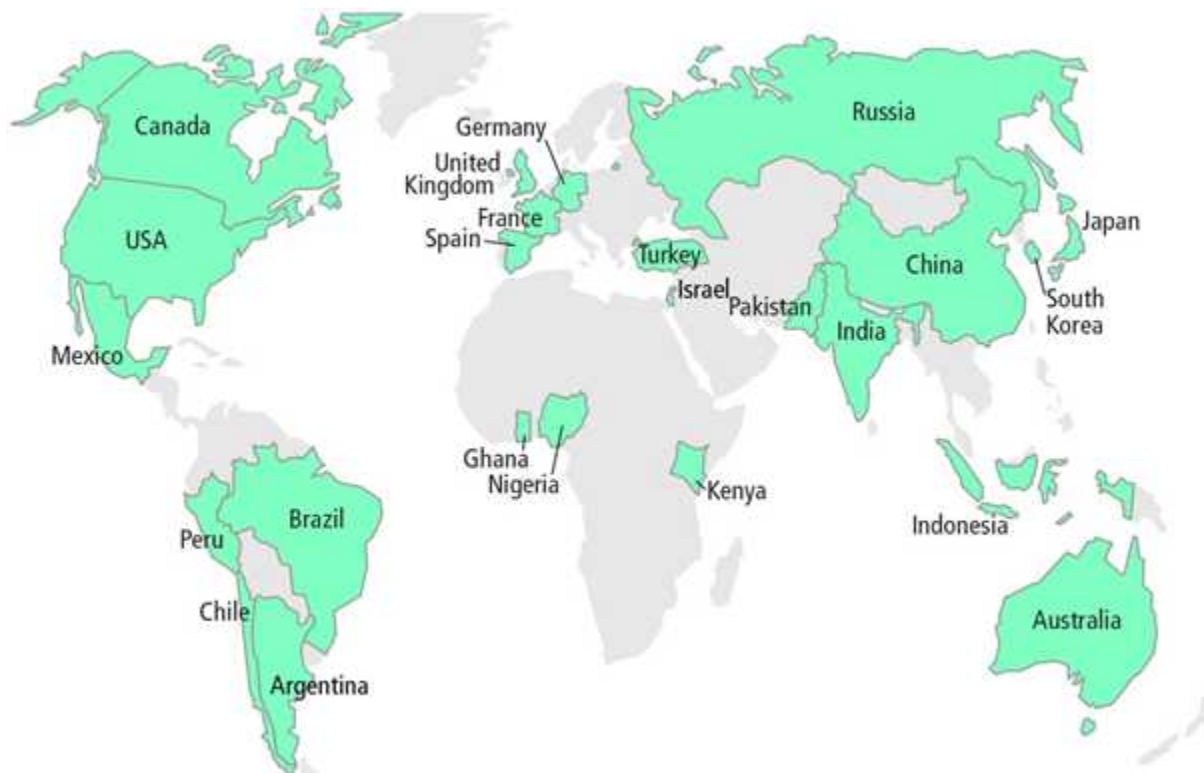 Canada
Russia
Germany
United
Kingdom
France
USA
Spain
Turkey
Japan
China
Israel
Pakistan
South
Korea
India
Mexico
Ghana
Nigeria
Kenya
Brazil
Indonesia
Peru
Chile
Australia
Argentina